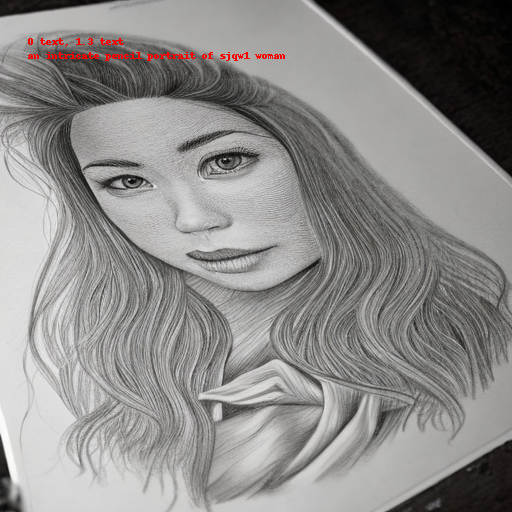 0 text, 1.3 text
an intricate pencil portrait of sjqw1 woman